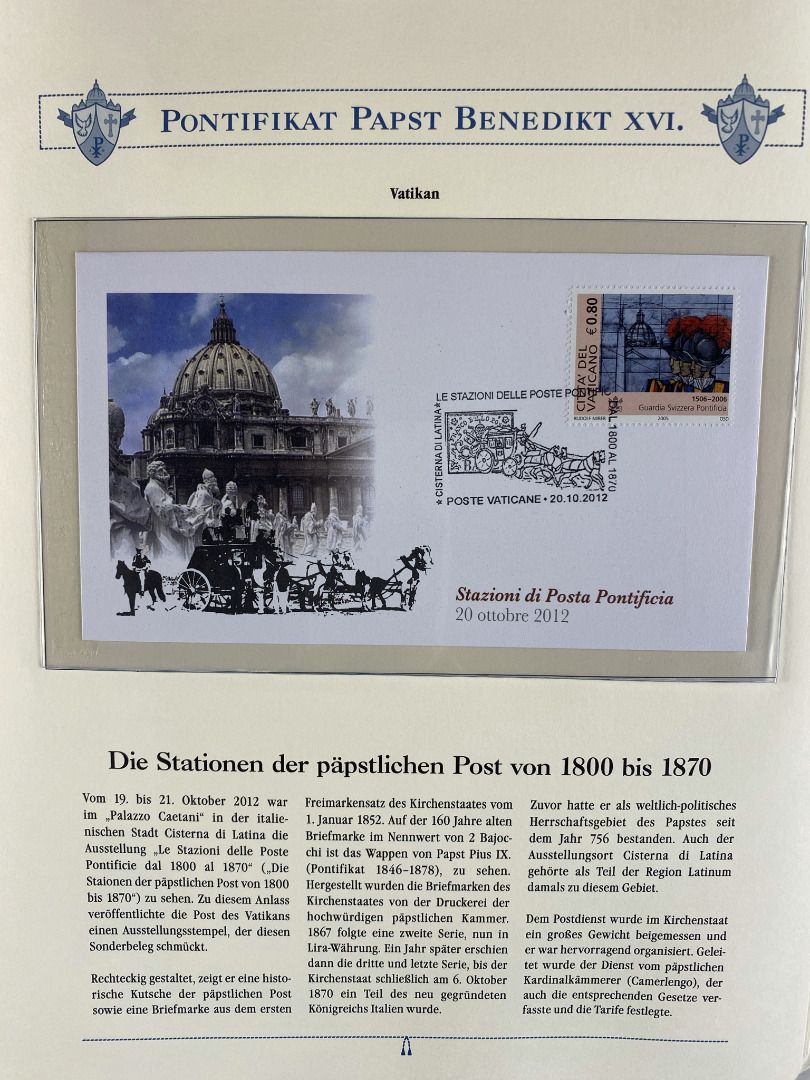 PONTIFIKAT PAPST BENEDIKT XVI.
Vatikan
€ 0,80
CITTA' DEL
VATICANO
1506–2006
Guardia Svizzera Pontificia
RUDOLF MIRER
2005
LE STAZIONI DELLE POSTE PONTIFICIE
DAL 1800 AL 1870
★ CISTERNA DI LATINA ★
★ POSTE VATICANE • 20.10.2012
Stazioni di Posta Pontificia
20 ottobre 2012
Die Stationen der päpstlichen Post von 1800 bis 1870
Vom 19. bis 21. Oktober 2012 war
im „Palazzo Caetani“ in der italie-
nischen Stadt Cisterna di Latina die
Ausstellung „Le Stazioni delle Poste
Pontificie dal 1800 al 1870“ („Die
Staionen der päpstlichen Post von 1800
bis 1870“) zu sehen. Zu diesem Anlass
veröffentlichte die Post des Vatikans
einen Ausstellungsstempel, der diesen
Sonderbeleg schmückt.
Rechteckig gestaltet, zeigt er eine histo-
rische Kutsche der päpstlichen Post
sowie eine Briefmarke aus dem ersten
Freimarkensatz des Kirchenstaates vom
1. Januar 1852. Auf der 160 Jahre alten
Briefmarke im Nennwert von 2 Bajoc-
chi ist das Wappen von Papst Pius IX.
(Pontifikat 1846–1878), zu sehen.
Hergestellt wurden die Briefmarken des
Kirchenstaates von der Druckerei der
hochwürdigen päpstlichen Kammer.
1867 folgte eine zweite Serie, nun in
Lira-Währung. Ein Jahr später erschien
dann die dritte und letzte Serie, bis der
Kirchenstaat schließlich am 6. Oktober
1870 ein Teil des neu gegründeten
Königreichs Italien wurde.
Zuvor hatte er als weltlich-politisches
Herrschaftsgebiet des Papstes seit
dem Jahr 756 bestanden. Auch der
Ausstellungsort Cisterna di Latina
gehörte als Teil der Region Latinum
damals zu diesem Gebiet.
Dem Postdienst wurde im Kirchenstaat
ein großes Gewicht beigemessen und
er war hervorragend organisiert. Gelei-
tet wurde der Dienst vom päpstlichen
Kardinalkämmerer (Camerlengo), der
auch die entsprechenden Gesetze ver-
fasste und die Tarife festlegte.